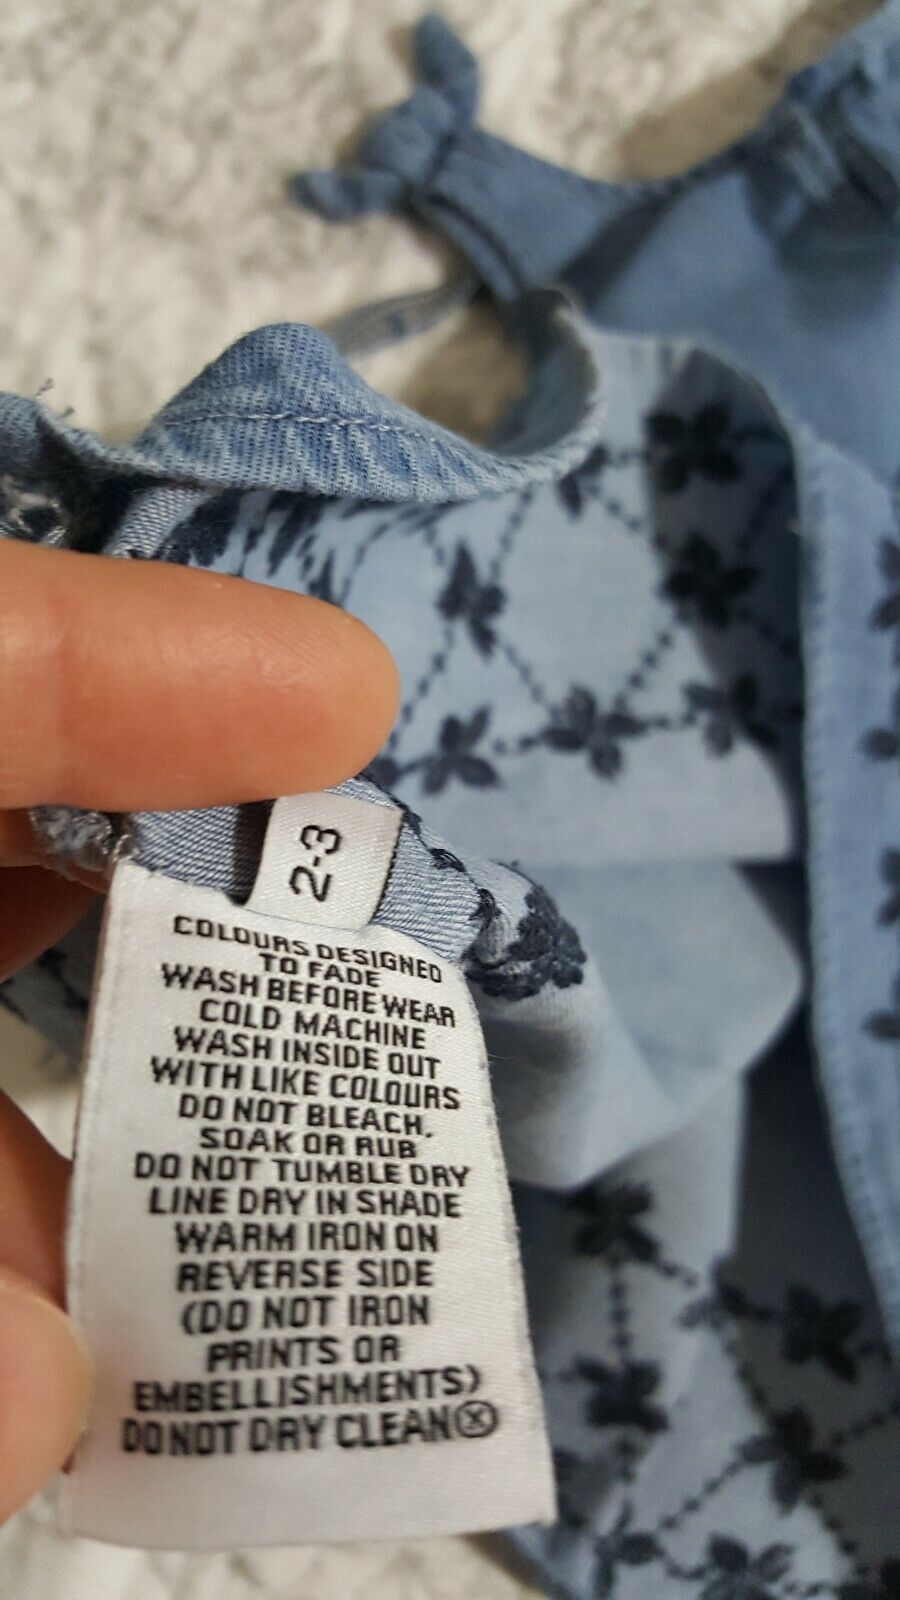 2-3
COLOURS DESIGNED
TO FADE
WASH BEFORE WEAR
COLD MACHINE
WASH INSIDE OUT
WITH LIKE COLOURS
DO NOT BLEACH,
SOAK OR RUB
DO NOT TUMBLE DRY
LINE DRY IN SHADE
WARM IRON ON
REVERSE SIDE
(DO NOT IRON
PRINTS OR
EMBELLISHMENTS)
DO NOT DRY CLEAN Ⓧ